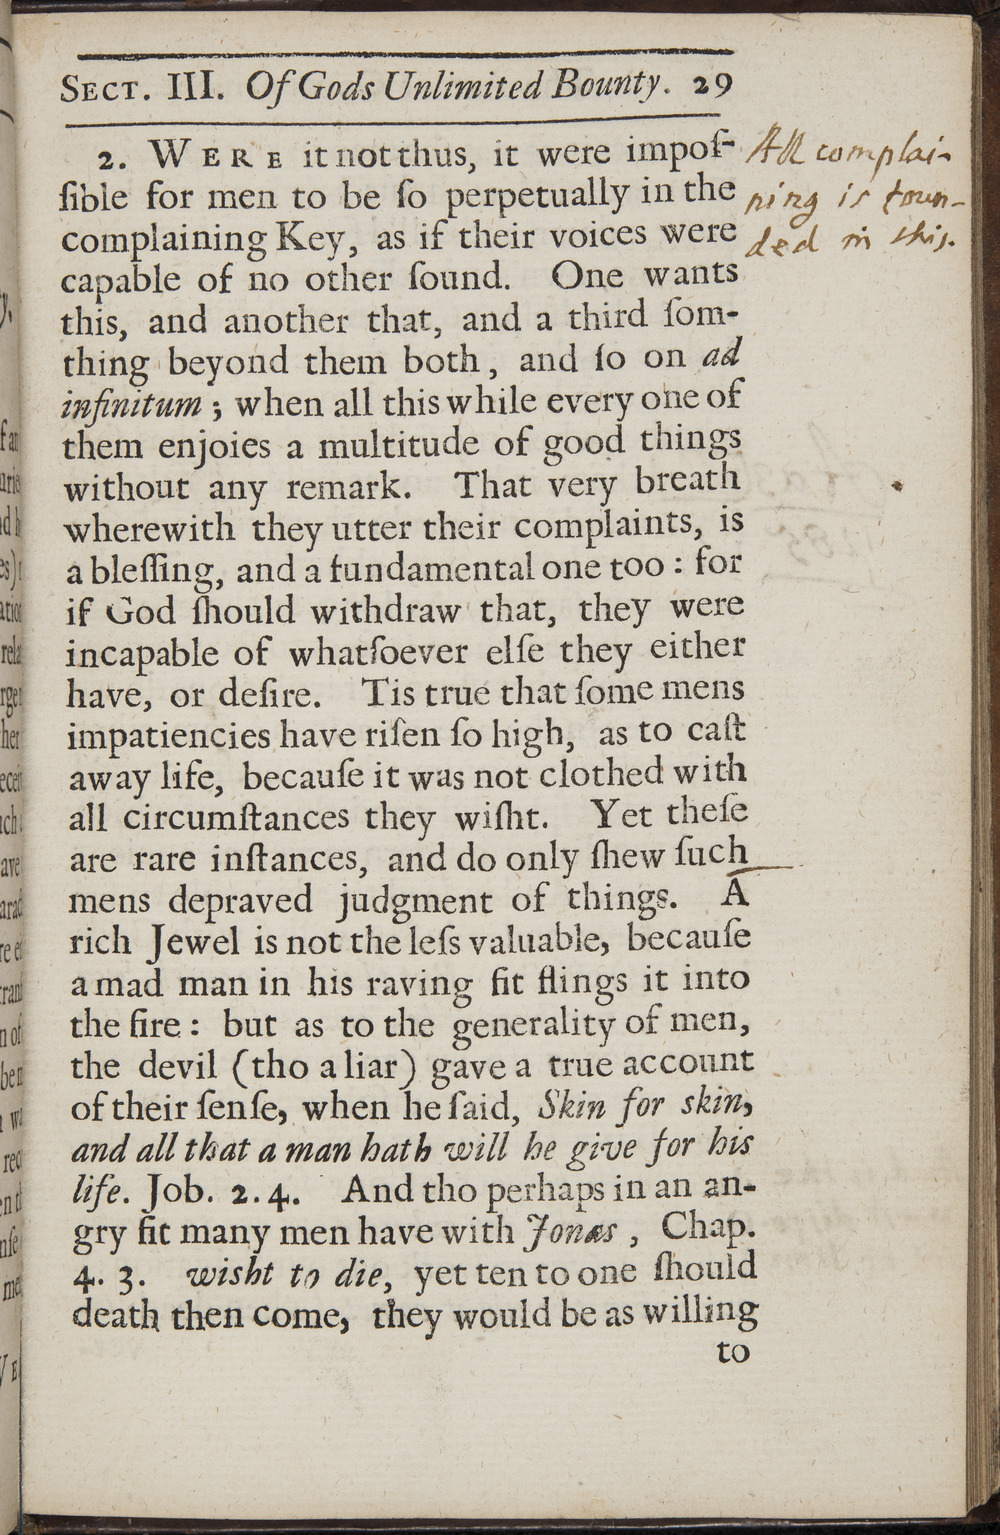 SECT. III. Of Gods Unlimited Bounty. 29
2. WERE it not thus, it were impoſ-
ſible for men to be ſo perpetually in the
complaining Key, as if their voices were
capable of no other ſound. One wants
this, and another that, and a third ſom-
thing beyond them both, and ſo on ad
infinitum; when all this while every one of
them enjoies a multitude of good things
without any remark. That very breath
wherewith they utter their complaints, is
a bleſſing, and a fundamental one too: for
if God ſhould withdraw that, they were
incapable of whatſoever elſe they either
have, or deſire. Tis true that ſome mens
impatiencies have riſen ſo high, as to caſt
away life, becauſe it was not clothed with
all circumſtances they wiſht. Yet theſe
are rare inſtances, and do only ſhew ſuch
mens depraved judgment of things. A
rich Jewel is not the leſs valuable, becauſe
a mad man in his raving fit flings it into
the fire: but as to the generality of men,
the devil (tho a liar) gave a true account
of their ſenſe, when he ſaid, Skin for skin,
and all that a man hath will he give for his
life. Job. 2. 4. And tho perhaps in an an-
gry fit many men have with Jonas, Chap.
4. 3. wisht to die, yet ten to one ſhould
death then come, they would be as willing
to
All complai-
ning is foun-
ded in this.